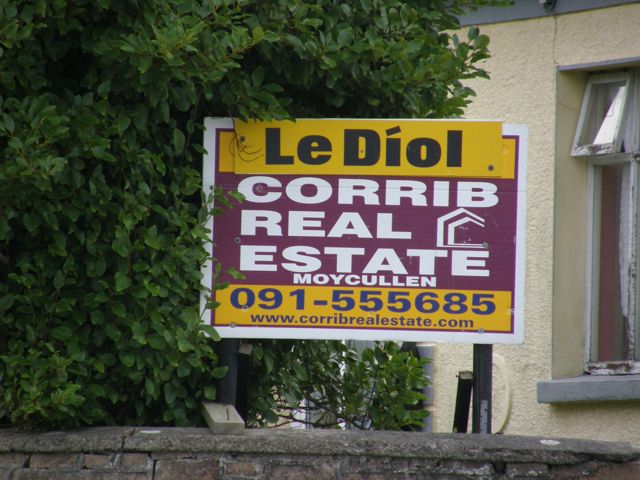 Le Díol
CORRIB
REAL
ESTATE
MOYCULLEN
091-555685
www.corribrealestate.com